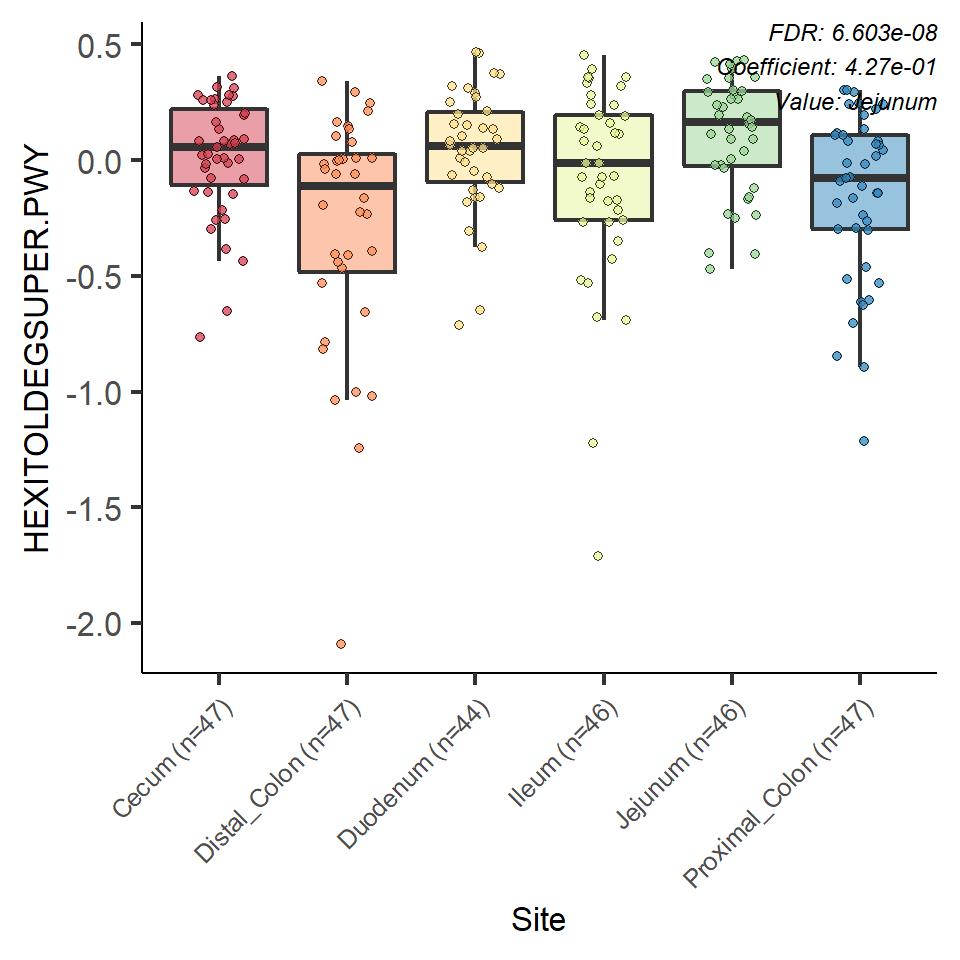 FDR: 6.603e-08
Coefficient: 4.27e-01
Value: Jejunum
HEXITOLDEGSUPER.PWY
0.5
0.0
-0.5
-1.0
-1.5
-2.0
Cecum (n=47)
Distal_Colon (n=47)
Duodenum (n=44)
Ileum (n=46)
Jejunum (n=46)
Proximal_Colon (n=47)
Site